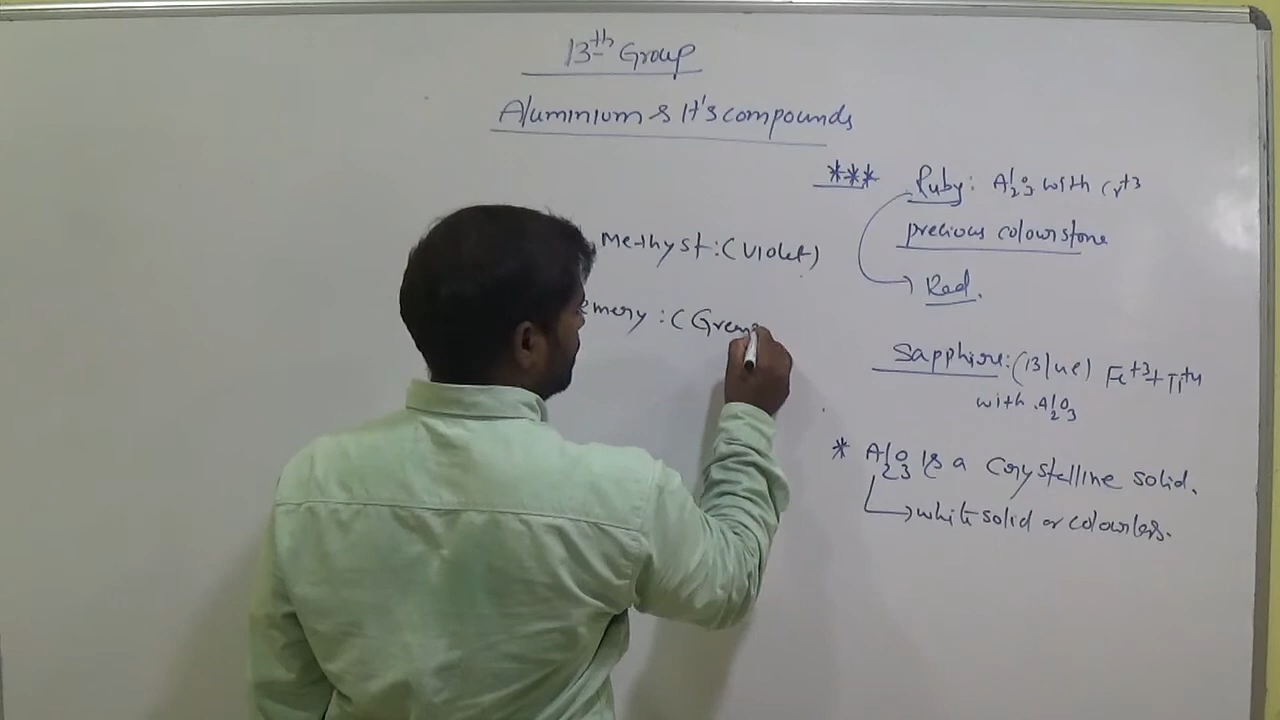 13th Group
Aluminium & It's compounds
*** Ruby: Al2O3 with Cr+3
precious colour stone
Red.
Methyst: (Violet)
emery : (Green
Sapphire: (Blue) Fe+3 + Ti+4
with Al2O3
* Al2O3 is a Crystalline solid.
white solid or colourless.